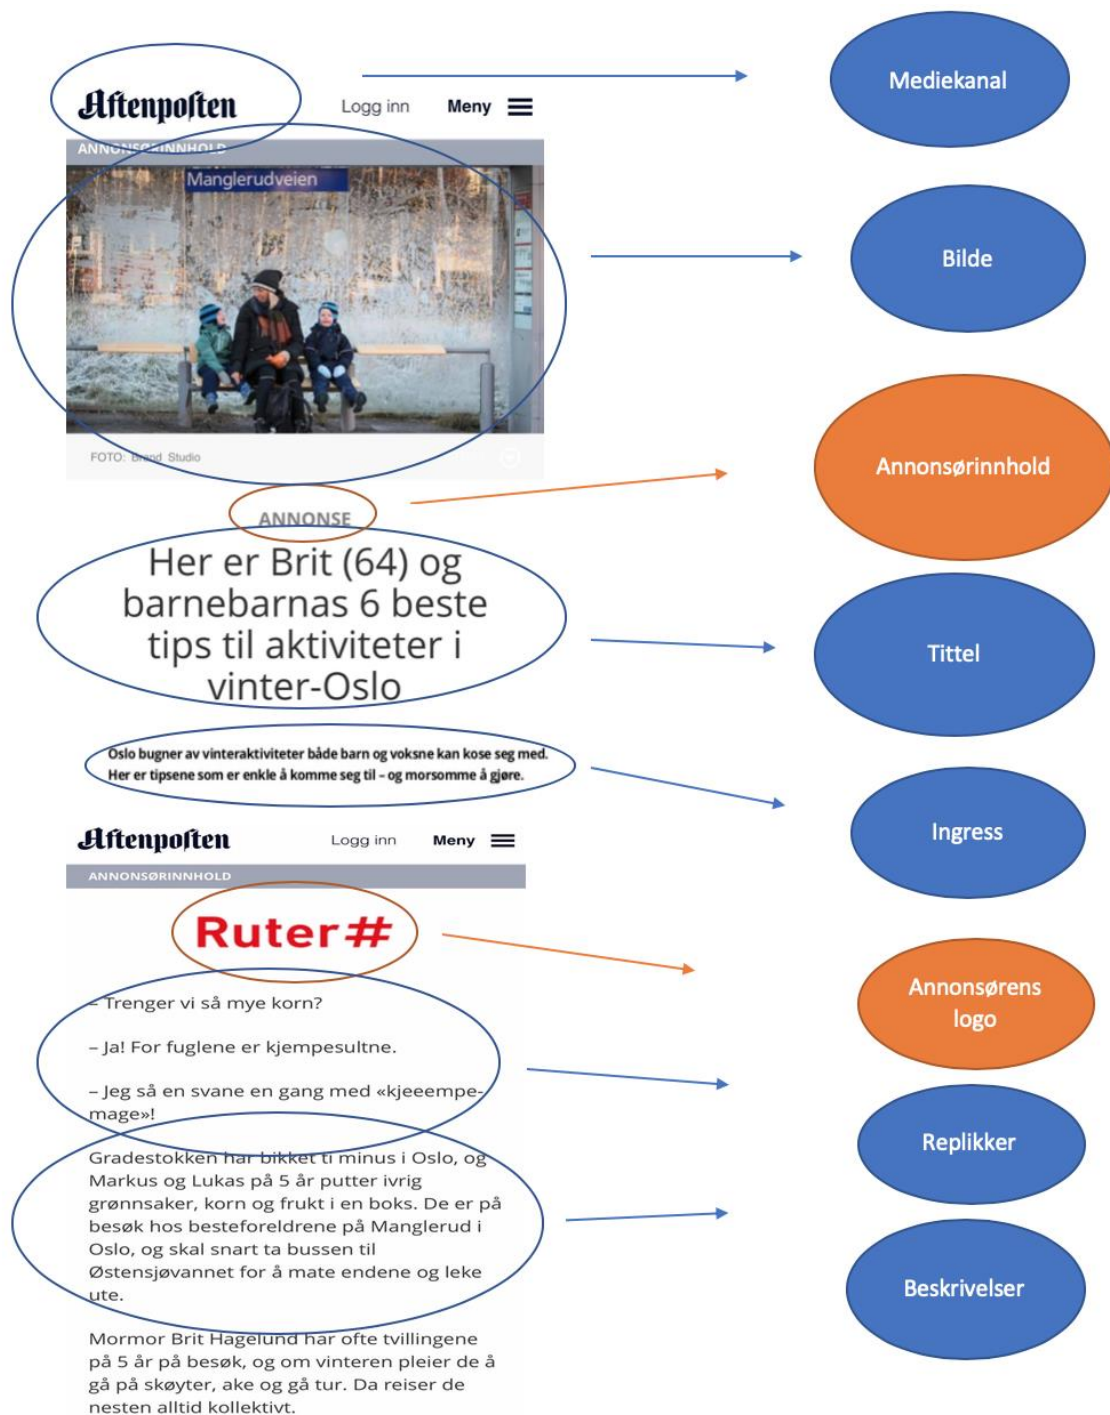 Aftenposten
Logg inn
Meny
Mediekanal
ANNONSØRINNHOLD
Manglerudveien
Bilde
FOTO: Brand Studio
Annonsørinnhold
ANNONSE
Her er Brit (64) og
barnebarnas 6 beste
tips til aktiviteter i
vinter-Oslo
Tittel
Oslo bugner av vinteraktiviteter både barn og voksne kan kose seg med.
Her er tipsene som er enkle å komme seg til – og morsomme å gjøre.
Ingress
Aftenposten
Logg inn
Meny
ANNONSØRINNHOLD
Ruter#
Annonsørens
logo
– Trenger vi så mye korn?
– Ja! For fuglene er kjempesultne.
– Jeg så en svane en gang med «kjeeempe-
mage»!
Replikker
Gradestokken har bikket ti minus i Oslo, og
Markus og Lukas på 5 år putter ivrig
grønnsaker, korn og frukt i en boks. De er på
besøk hos besteforeldrene på Manglerud i
Oslo, og skal snart ta bussen til
Østensjøvannet for å mate endene og leke
ute.
Beskrivelser
Mormor Brit Hagelund har ofte tvillingene
på 5 år på besøk, og om vinteren pleier de å
gå på skøyter, ake og gå tur. Da reiser de
nesten alltid kollektivt.